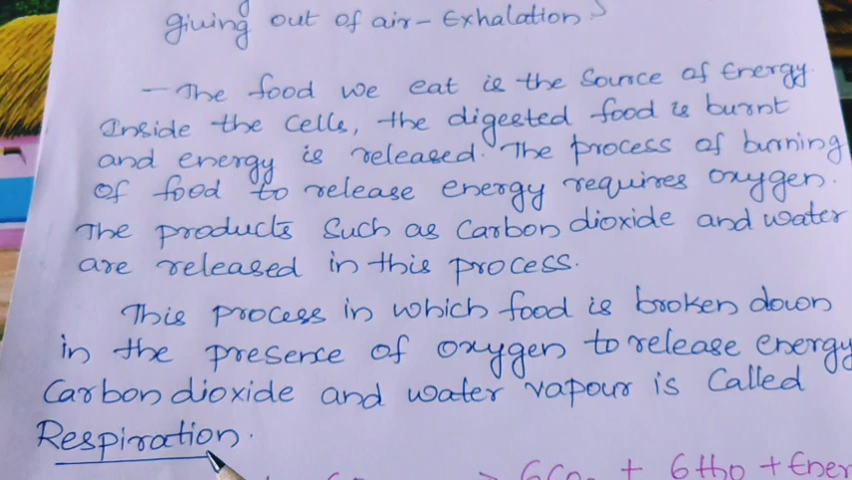 giving out of air - Exhalation
- The food we eat is the Source of Energy.
Inside the cells, the digested food is burnt
and energy is released. The process of burning
of food to release energy requires oxygen.
The products such as Carbon dioxide and water
are released in this process.
This process in which food is broken down
in the presence of oxygen to release energy
Carbon dioxide and water vapour is called
Respiration.
+ 6H2O + Ener